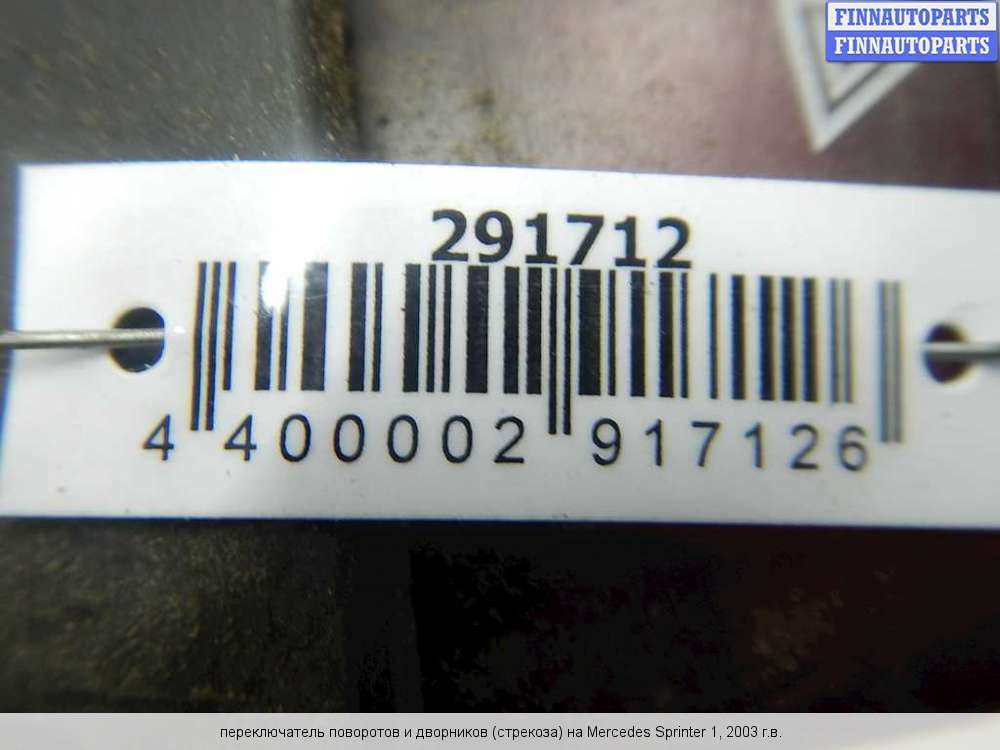 FINNAUTOPARTS
FINNAUTOPARTS
291712
4 400002 917126
переключатель поворотов и дворников (стрекоза) на Mercedes Sprinter 1, 2003 г.в.